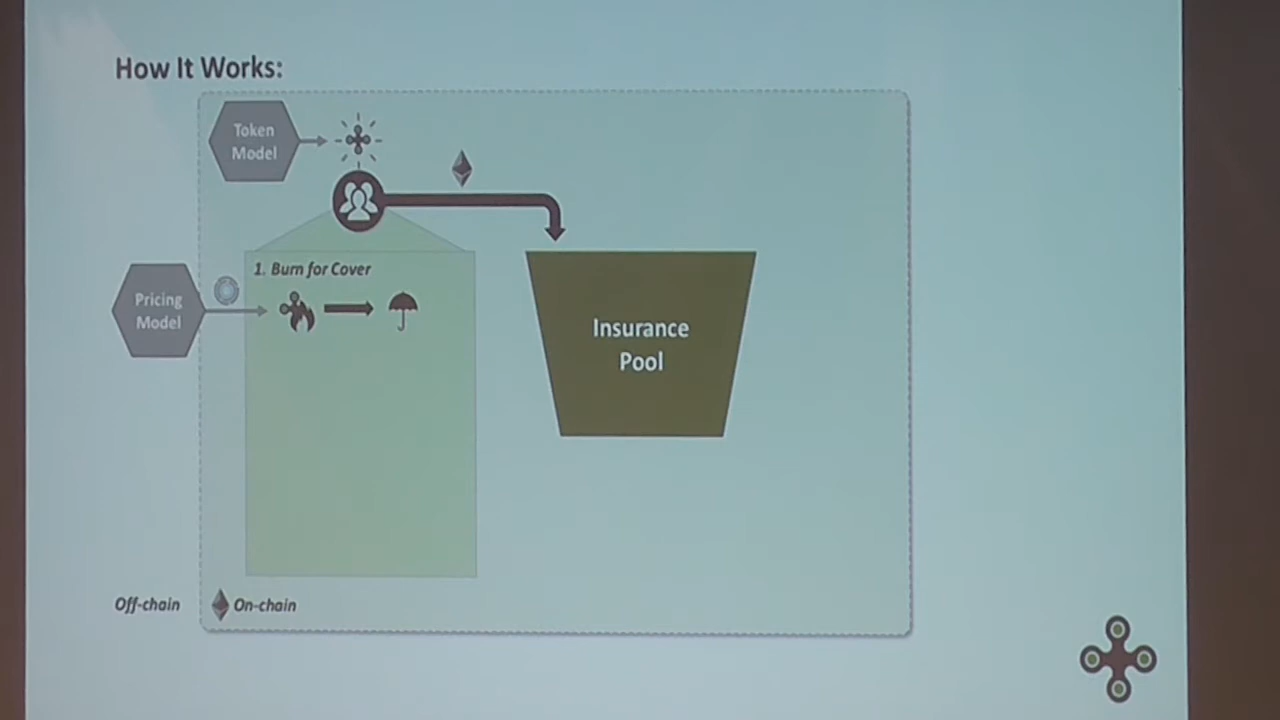 How It Works:
Token
Model
1. Burn for Cover
Pricing
Model
Insurance
Pool
Off-chain
On-chain